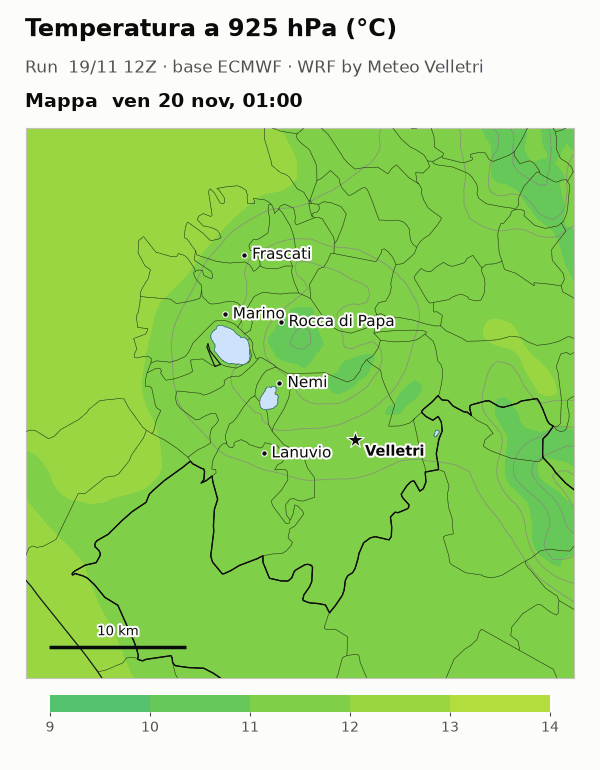 Temperatura a 925 hPa (°C)
Run  19/11 12Z · base ECMWF · WRF by Meteo Velletri
Mappa  ven 20 nov, 01:00
Frascati
Marino
Rocca di Papa
Nemi
Velletri
Lanuvio
10 km
9 10 11 12 13 14